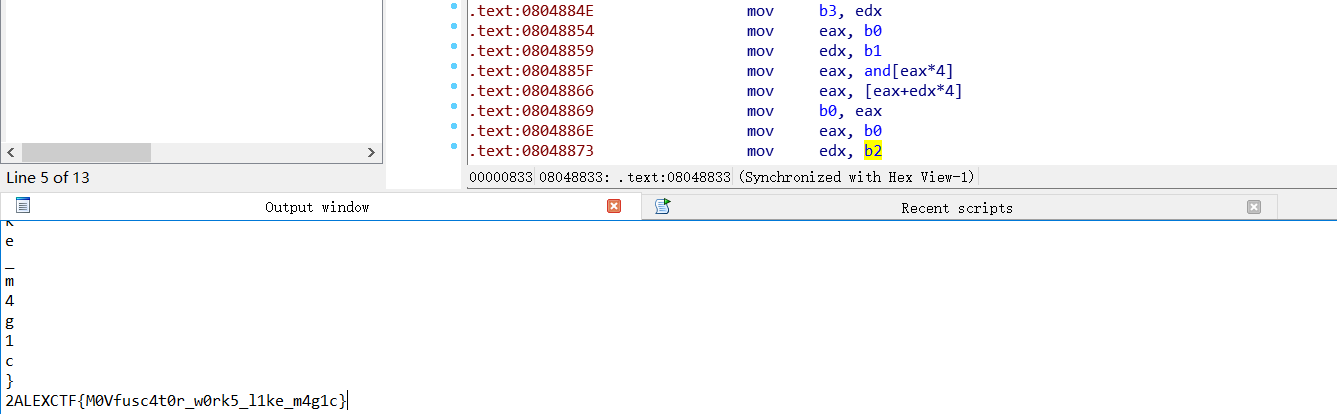 .text:0804884E mov b3, edx
.text:08048854 mov eax, b0
.text:08048859 mov edx, b1
.text:0804885F mov eax, and[eax*4]
.text:08048866 mov eax, [eax+edx*4]
.text:08048869 mov b0, eax
.text:0804886E mov eax, b0
.text:08048873 mov edx, b2
Line 5 of 13
00000833 08048833: .text:08048833 (Synchronized with Hex View-1)
Output window
Recent scripts
k
e
_
m
4
g
1
c
}
2ALEXCTF{M0Vfusc4t0r_w0rk5_l1ke_m4g1c}